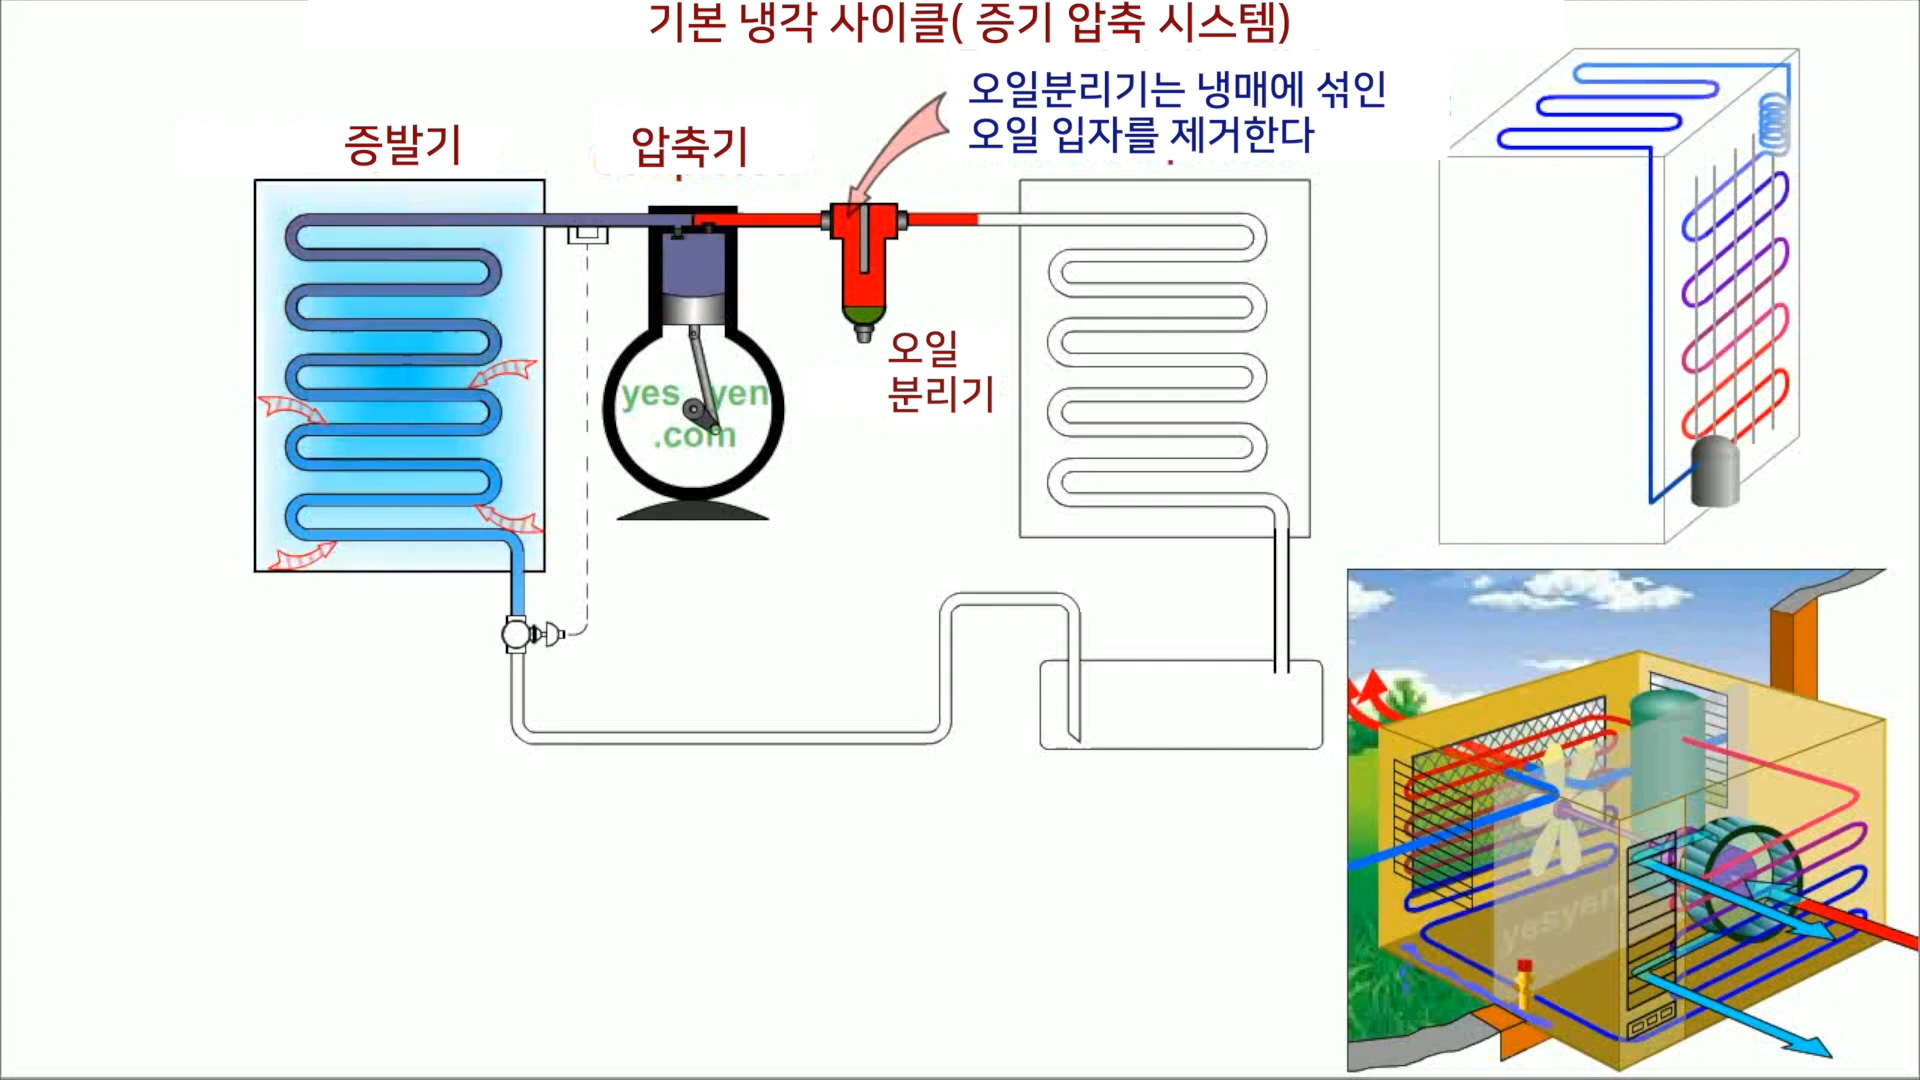 기본 냉각 사이클( 증기 압축 시스템)
오일분리기는 냉매에 섞인
오일 입자를 제거한다
증발기
압축기
오일
분리기
yes yen
.com
yesyen